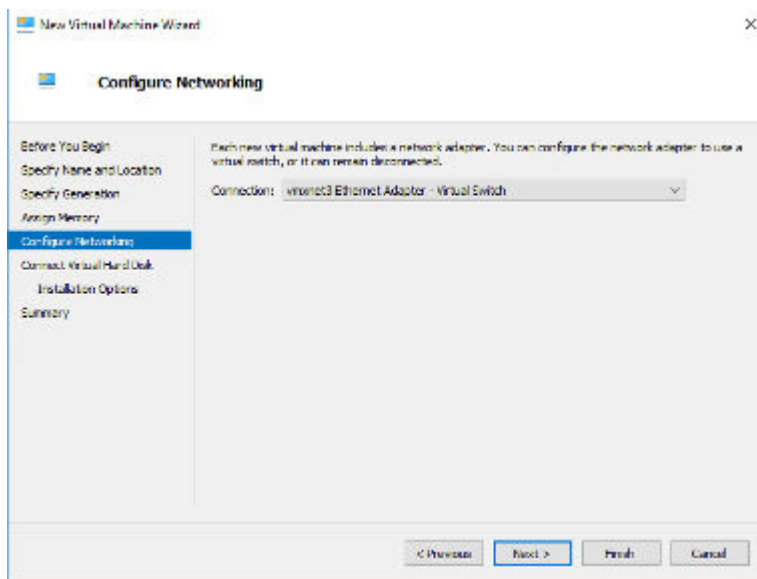 New Virtual Machine Wizard
Configure Networking
Before You Begin
Specify Name and Location
Specify Generation
Assign Memory
Configure Networking
Connect Virtual Hard Disk
Installation Options
Summary
Each new virtual machine includes a network adapter. You can configure the network adapter to use a
virtual switch, or it can remain disconnected.
Connection: vmxnet3 Ethernet Adapter - Virtual Switch
< Previous Next > Finish Cancel